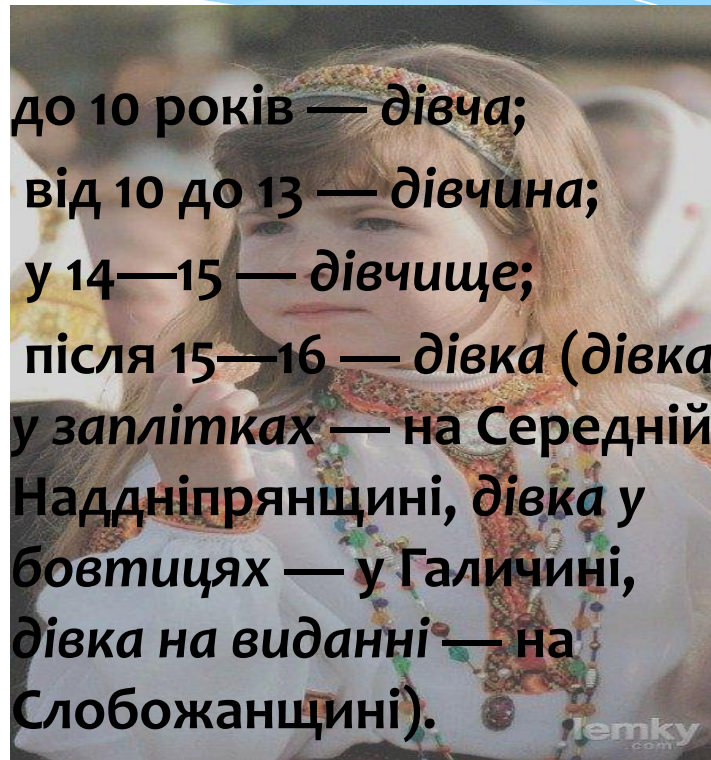 до 10 років — дівча;
від 10 до 13 — дівчина;
у 14—15 — дівчище;
після 15—16 — дівка (дівка
у заплітках — на Середній
Наддніпрянщині, дівка у
бовтицях — у Галичині,
дівка на виданні — на
Слобожанщині).
lemky
.com